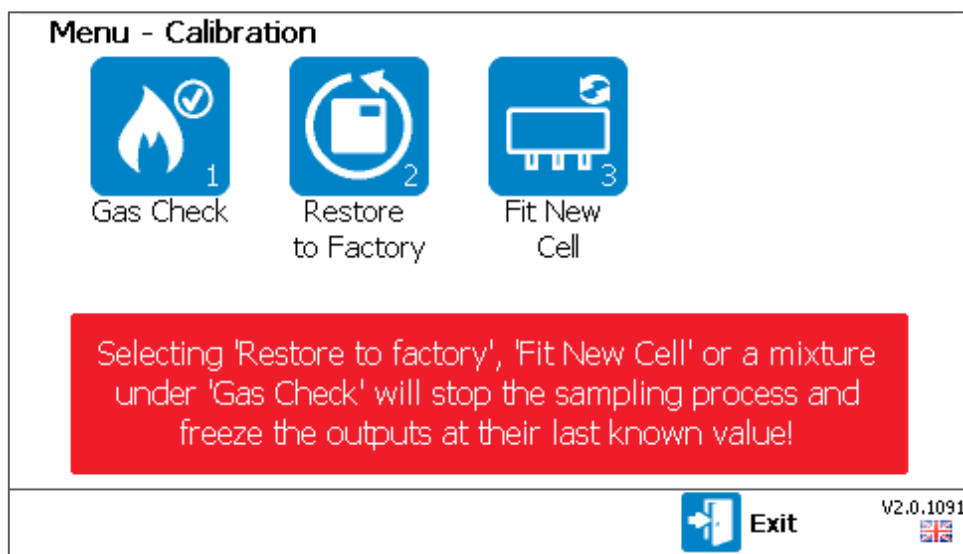 Menu - Calibration
1
2
3
Gas Check
Restore
to Factory
Fit New
Cell
Selecting 'Restore to factory', 'Fit New Cell' or a mixture
under 'Gas Check' will stop the sampling process and
freeze the outputs at their last known value!
Exit
V2.0.1091